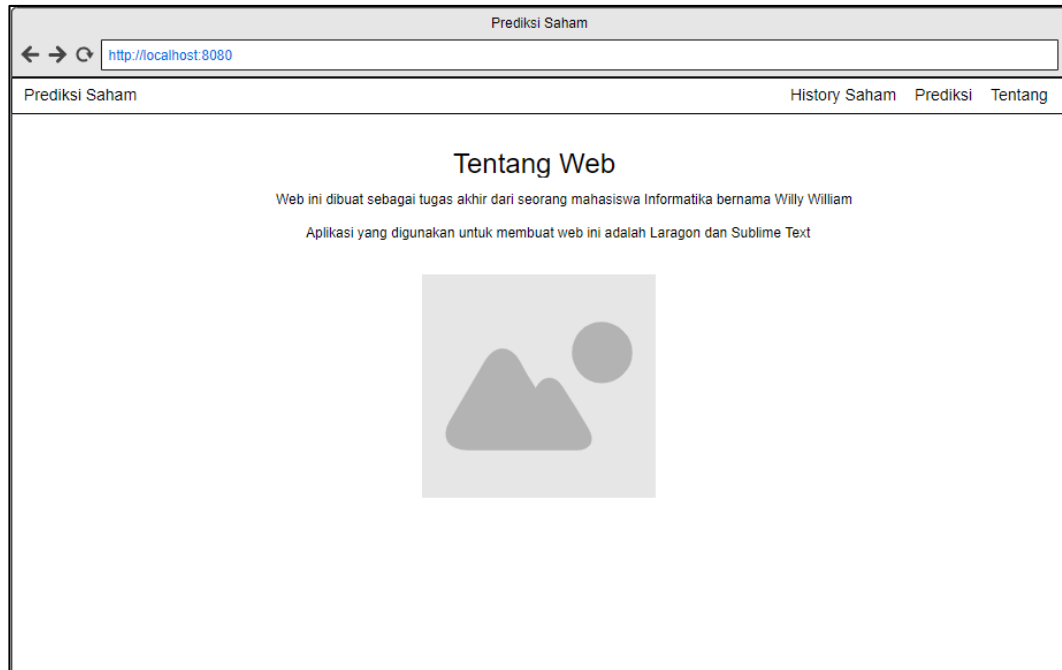 Prediksi Saham
http://localhost:8080
Prediksi Saham History Saham Prediksi Tentang
Tentang Web
Web ini dibuat sebagai tugas akhir dari seorang mahasiswa Informatika bernama Willy William
Aplikasi yang digunakan untuk membuat web ini adalah Laragon dan Sublime Text